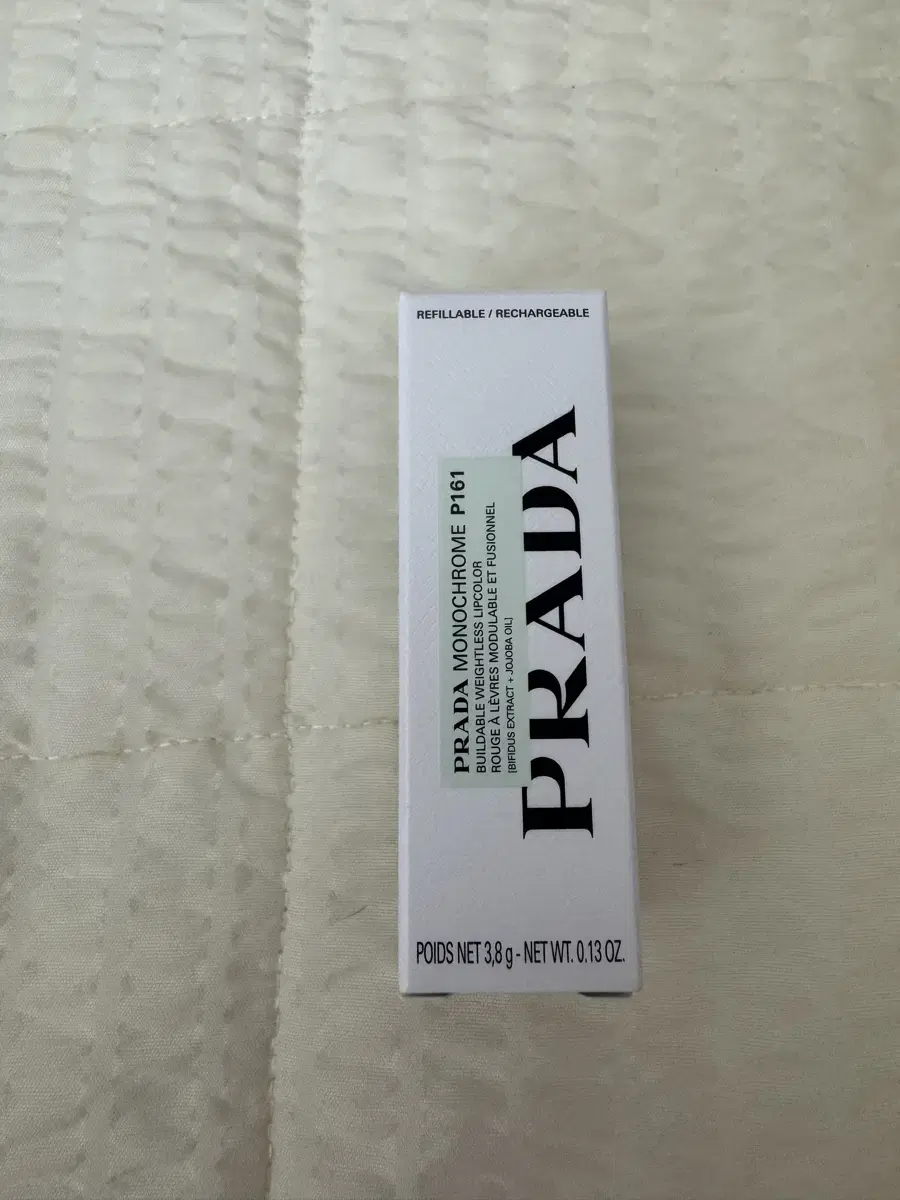 REFILLABLE / RECHARGEABLE
PRADA MONOCHROME P161
BUILDABLE WEIGHTLESS LIPCOLOR
ROUGE À LÈVRES MODULABLE ET FUSIONNEL
[BIFIDUS EXTRACT + JOJOBA OIL]
PRADA
POIDS NET 3,8 g - NET WT. 0.13 OZ.